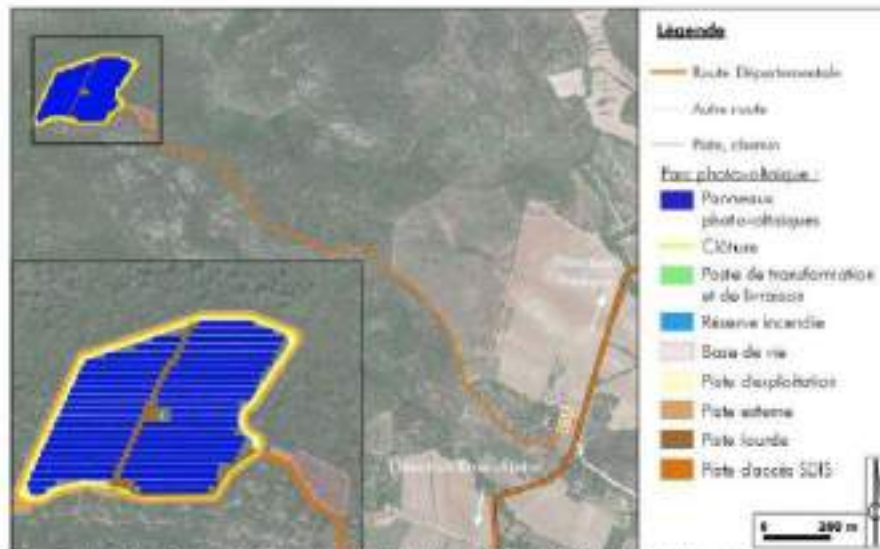 Légende
Route Départementale
Autre route
Piste, chemin
Parc photovoltaïque :
Panneaux
photovoltaïques
Clôture
Poste de transformation
et de livraison
Réserve incendie
Base de vie
Piste d'exploitation
Piste externe
Piste lourde
Piste d'accès SDIS
0